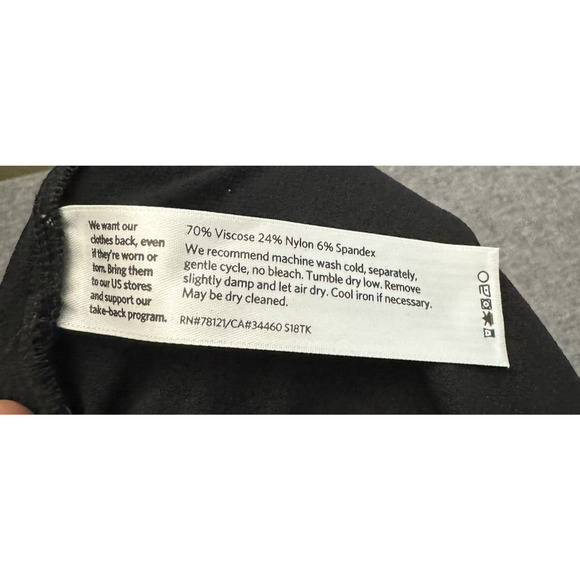 We want our
clothes back, even
if they're worn or
torn. Bring them
to our US stores
and support our
take-back program.
70% Viscose 24% Nylon 6% Spandex
We recommend machine wash cold, separately,
gentle cycle, no bleach. Tumble dry low. Remove
slightly damp and let air dry. Cool iron if necessary.
May be dry cleaned.
RN#78121/CA#34460 S18TK